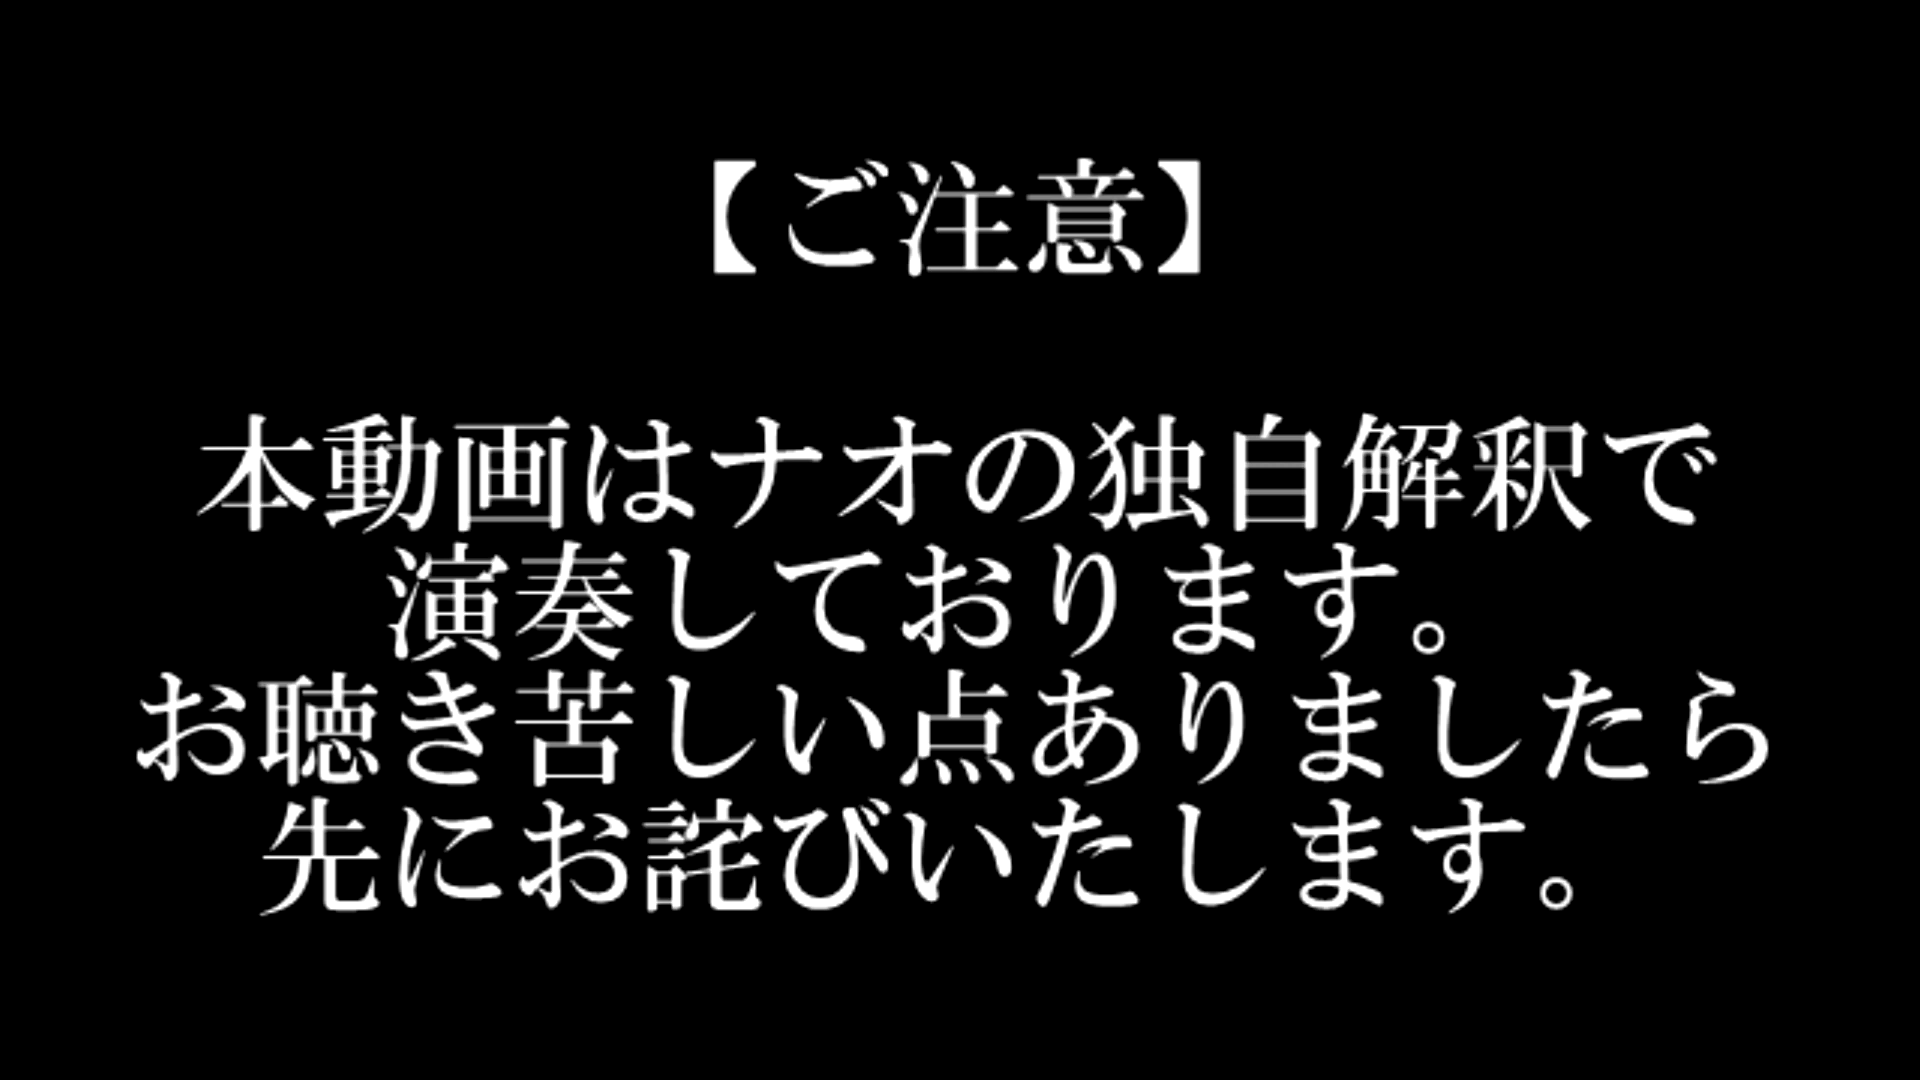 【ご注意】
本動画はナオの独自解釈で
演奏しております。
お聴き苦しい点ありましたら
先にお詫びいたします。